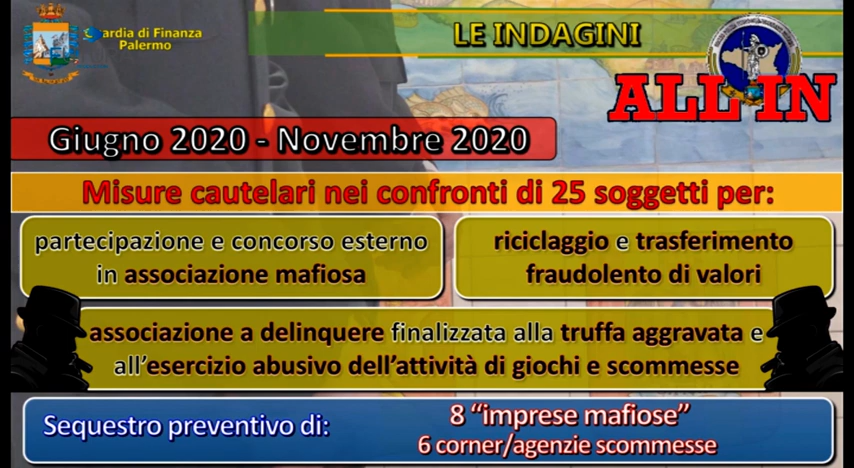 Guardia di Finanza
Palermo
LE INDAGINI
ALL IN
Giugno 2020 - Novembre 2020
Misure cautelari nei confronti di 25 soggetti per:
partecipazione e concorso esterno
in associazione mafiosa
riciclaggio e trasferimento
fraudolento di valori
associazione a delinquere finalizzata alla truffa aggravata e
all'esercizio abusivo dell'attività di giochi e scommesse
Sequestro preventivo di:
8 "imprese mafiose"
6 corner/agenzie scommesse